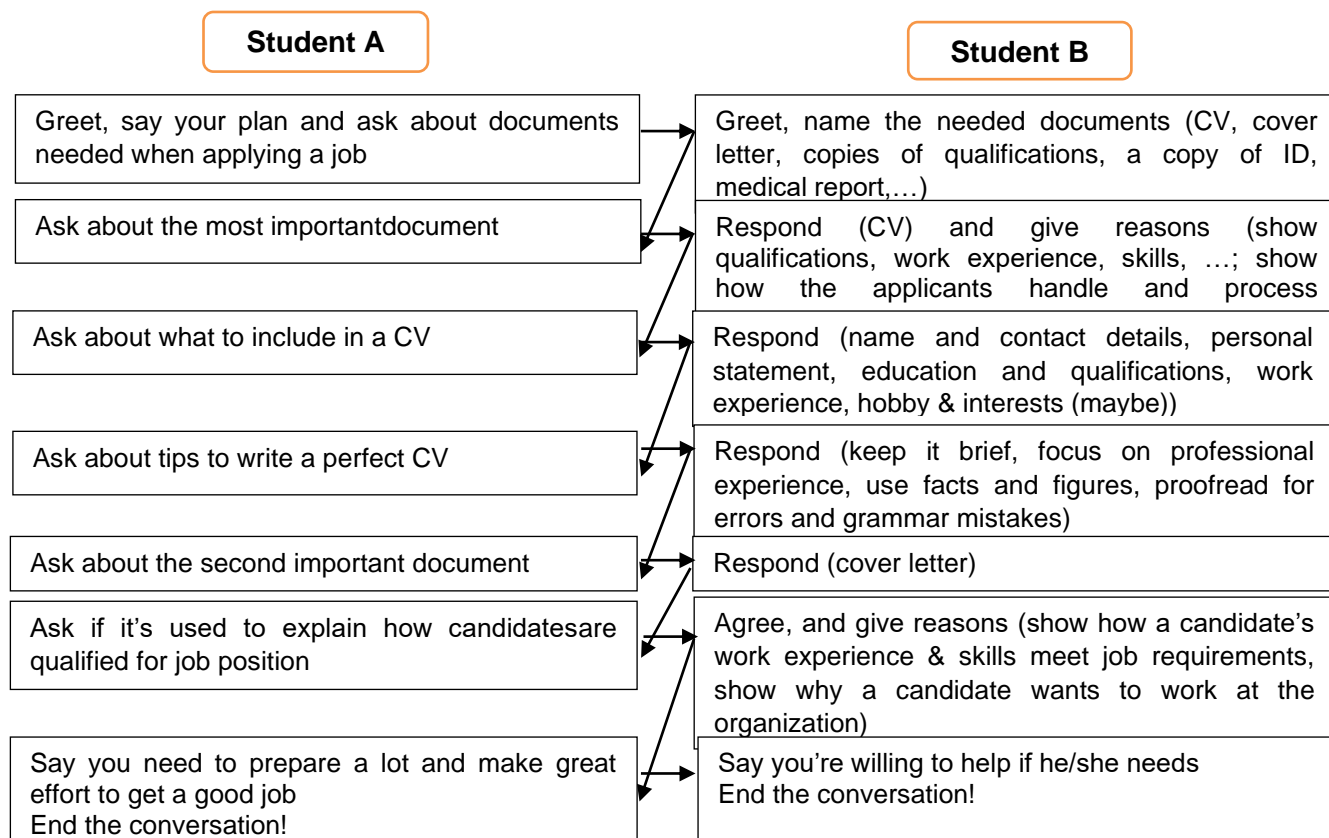 Student A
Student B
Greet, say your plan and ask about documents
needed when applying a job
Greet, name the needed documents (CV, cover
letter, copies of qualifications, a copy of ID,
medical report,…)
Ask about the most importantdocument
Respond (CV) and give reasons (show
qualifications, work experience, skills, …; show
how the applicants handle and process
Ask about what to include in a CV
Respond (name and contact details, personal
statement, education and qualifications, work
experience, hobby & interests (maybe))
Ask about tips to write a perfect CV
Respond (keep it brief, focus on professional
experience, use facts and figures, proofread for
errors and grammar mistakes)
Ask about the second important document
Respond (cover letter)
Ask if it’s used to explain how candidatesare
qualified for job position
Agree, and give reasons (show how a candidate’s
work experience & skills meet job requirements,
show why a candidate wants to work at the
organization)
Say you need to prepare a lot and make great
effort to get a good job
End the conversation!
Say you’re willing to help if he/she needs
End the conversation!